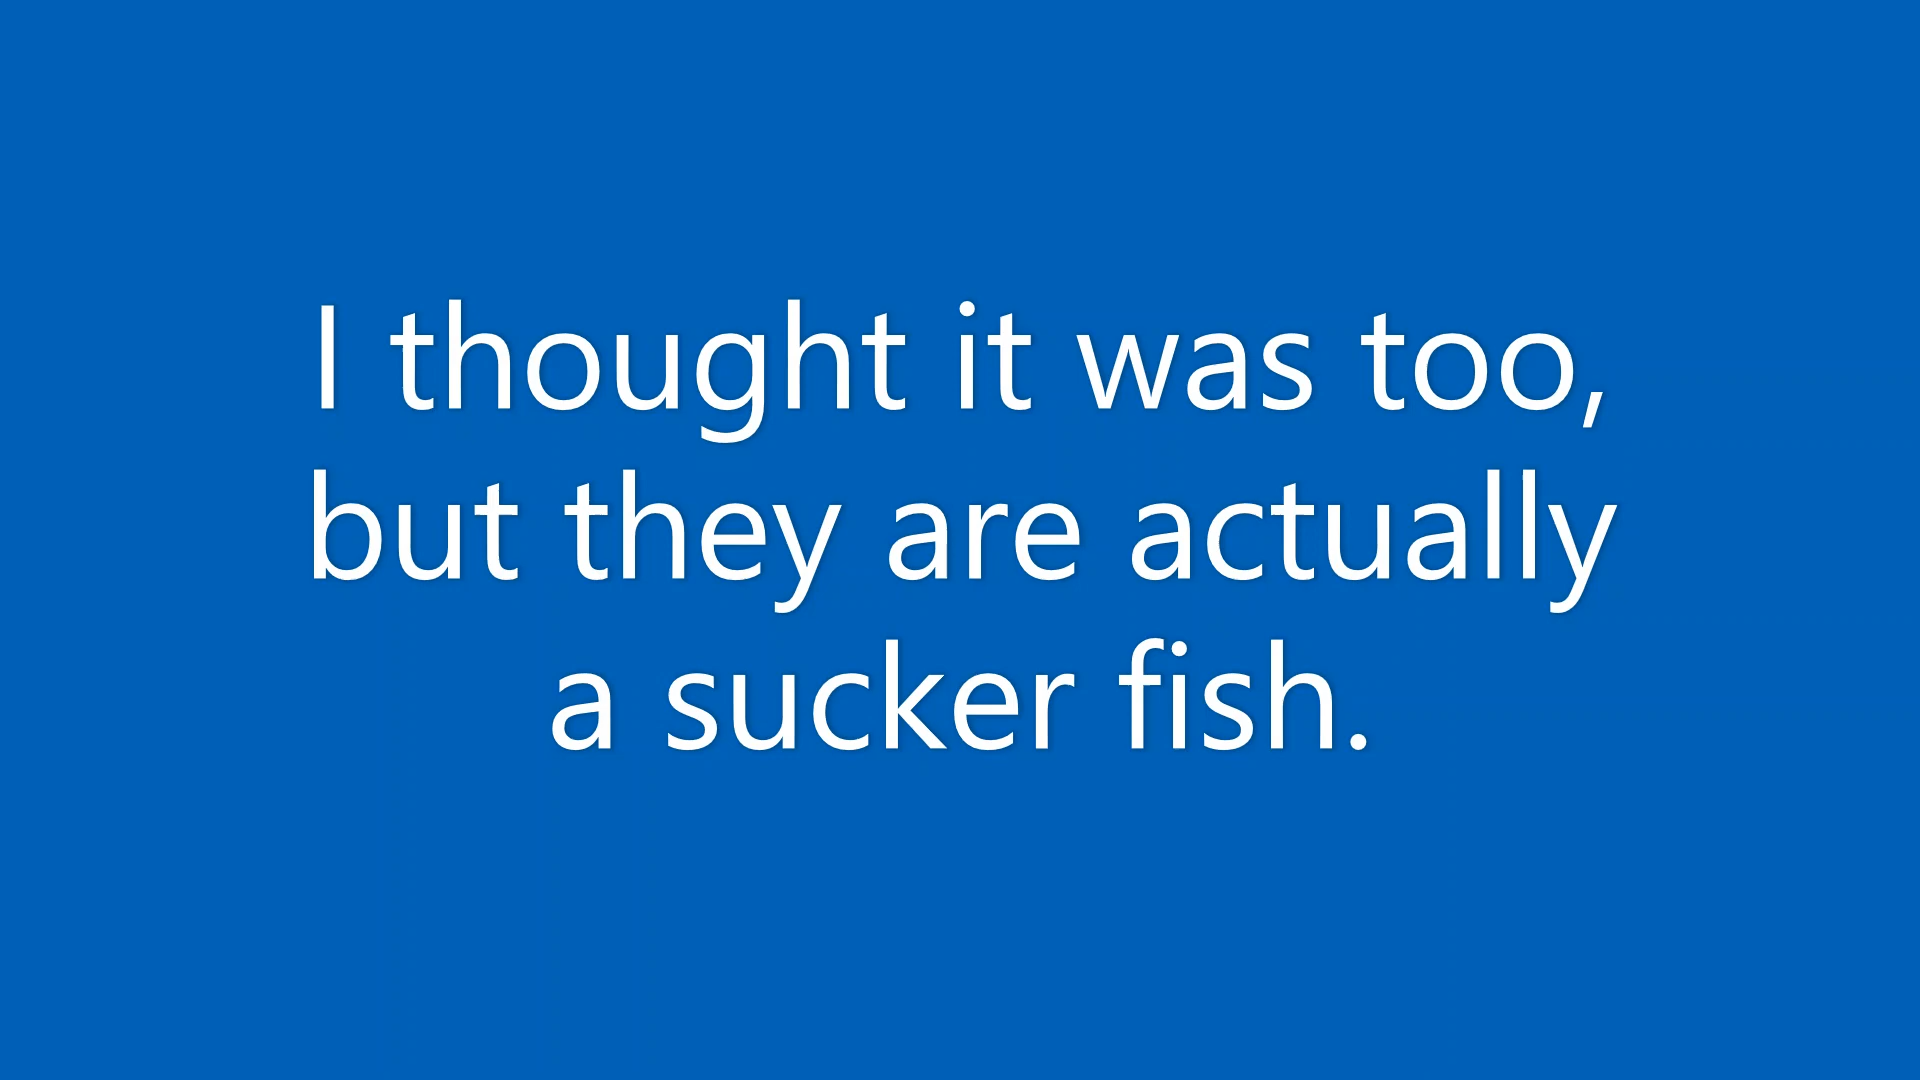 I thought it was too,
but they are actually
a sucker fish.